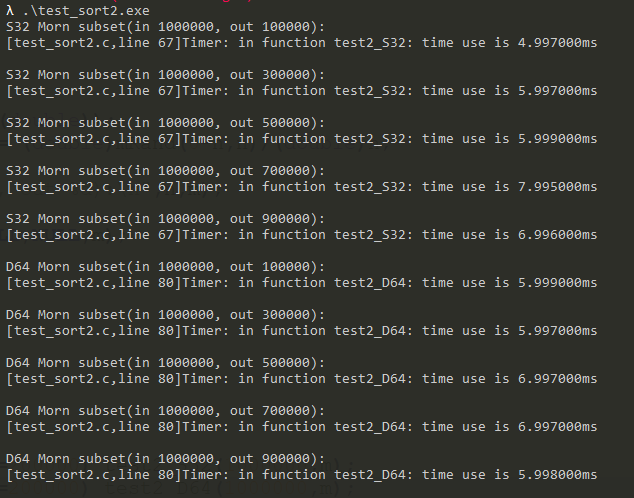 λ .\test_sort2.exe
S32 Morn subset(in 1000000, out 100000):
[test_sort2.c,line 67]Timer: in function test2_S32: time use is 4.997000ms
S32 Morn subset(in 1000000, out 300000):
[test_sort2.c,line 67]Timer: in function test2_S32: time use is 5.997000ms
S32 Morn subset(in 1000000, out 500000):
[test_sort2.c,line 67]Timer: in function test2_S32: time use is 5.999000ms
S32 Morn subset(in 1000000, out 700000):
[test_sort2.c,line 67]Timer: in function test2_S32: time use is 7.995000ms
S32 Morn subset(in 1000000, out 900000):
[test_sort2.c,line 67]Timer: in function test2_S32: time use is 6.996000ms
D64 Morn subset(in 1000000, out 100000):
[test_sort2.c,line 80]Timer: in function test2_D64: time use is 5.999000ms
D64 Morn subset(in 1000000, out 300000):
[test_sort2.c,line 80]Timer: in function test2_D64: time use is 5.997000ms
D64 Morn subset(in 1000000, out 500000):
[test_sort2.c,line 80]Timer: in function test2_D64: time use is 6.997000ms
D64 Morn subset(in 1000000, out 700000):
[test_sort2.c,line 80]Timer: in function test2_D64: time use is 6.997000ms
D64 Morn subset(in 1000000, out 900000):
[test_sort2.c,line 80]Timer: in function test2_D64: time use is 5.998000ms